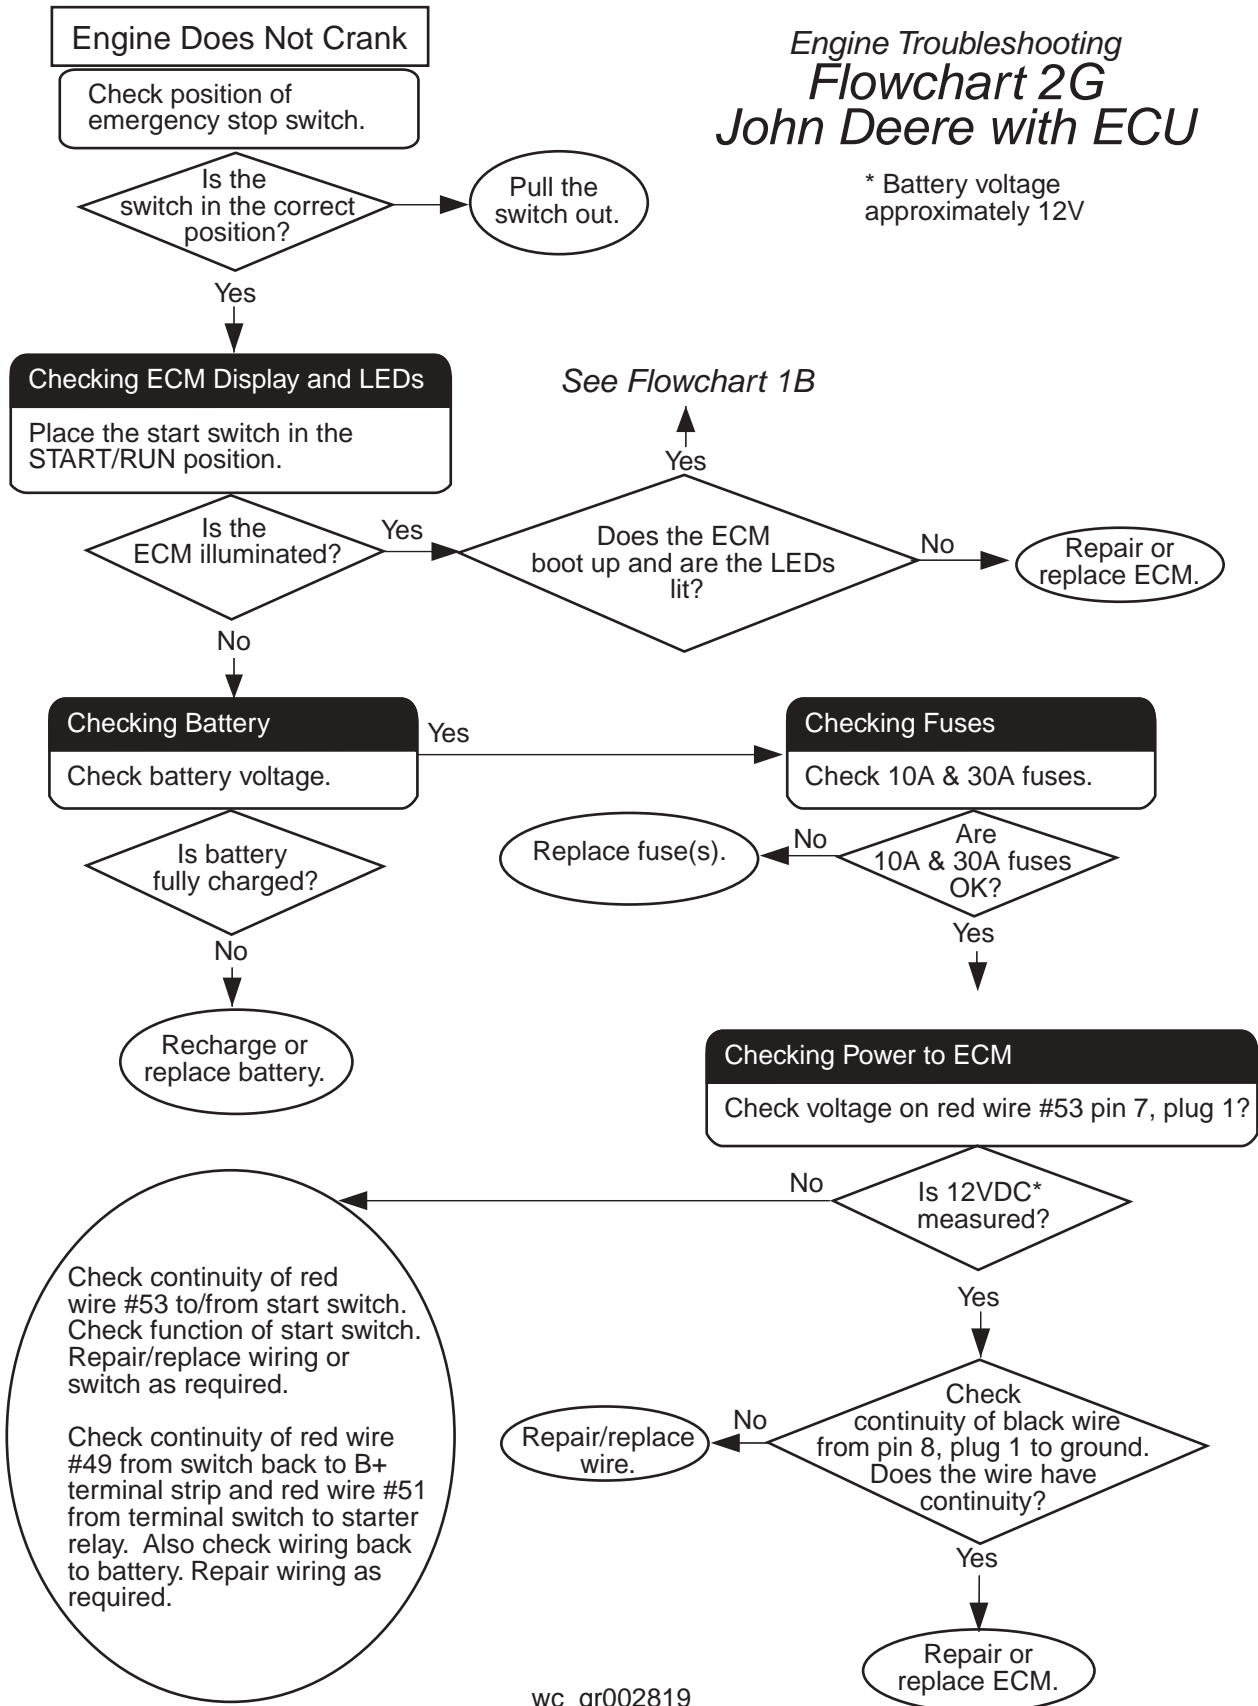 Engine Does Not Crank
Engine Troubleshooting
Flowchart 2G
John Deere with ECU
* Battery voltage
approximately 12V
Check position of
emergency stop switch.
Is the
switch in the correct
position?
Pull the
switch out.
Yes
Checking ECM Display and LEDs
Place the start switch in the
START/RUN position.
See Flowchart 1B
Yes
Is the
ECM illuminated?
Yes
Does the ECM
boot up and are the LEDs
lit?
No
Repair or
replace ECM.
No
Checking Battery
Check battery voltage.
Yes
Checking Fuses
Check 10A & 30A fuses.
Is battery
fully charged?
Replace fuse(s).
No
Are
10A & 30A fuses
OK?
No
Yes
Recharge or
replace battery.
Checking Power to ECM
Check voltage on red wire #53 pin 7, plug 1?
No
Is 12VDC*
measured?
Check continuity of red
wire #53 to/from start switch.
Check function of start switch.
Repair/replace wiring or
switch as required.
Check continuity of red wire
#49 from switch back to B+
terminal strip and red wire #51
from terminal switch to starter
relay.  Also check wiring back
to battery. Repair wiring as
required.
Yes
Check
continuity of black wire
from pin 8, plug 1 to ground.
Does the wire have
continuity?
No
Repair/replace
wire.
Yes
Repair or
replace ECM.
wc_gr002819